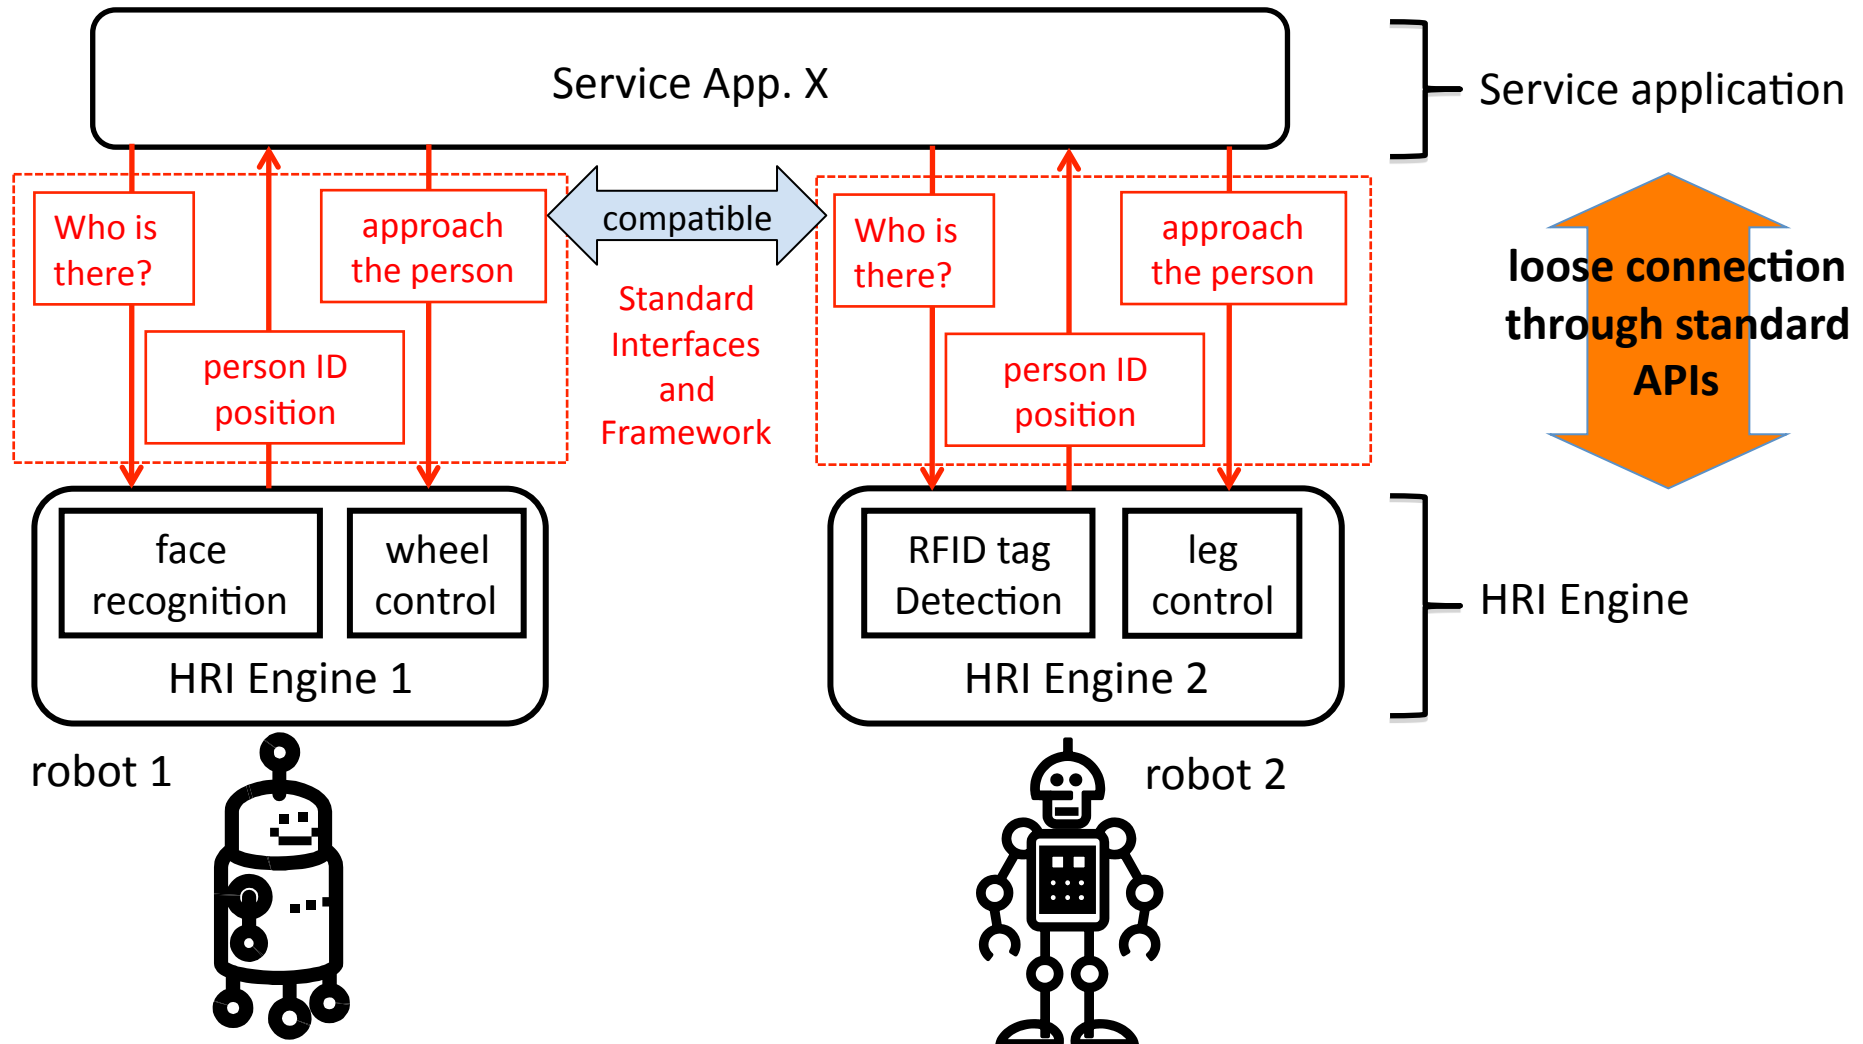 Service App. X
Service application
Who is
there?
approach
the person
person ID
position
compatible
Standard
Interfaces
and
Framework
Who is
there?
approach
the person
person ID
position
loose connection
through standard
APIs
face
recognition
wheel
control
HRI Engine 1
RFID tag
Detection
leg
control
HRI Engine 2
HRI Engine
robot 1
robot 2